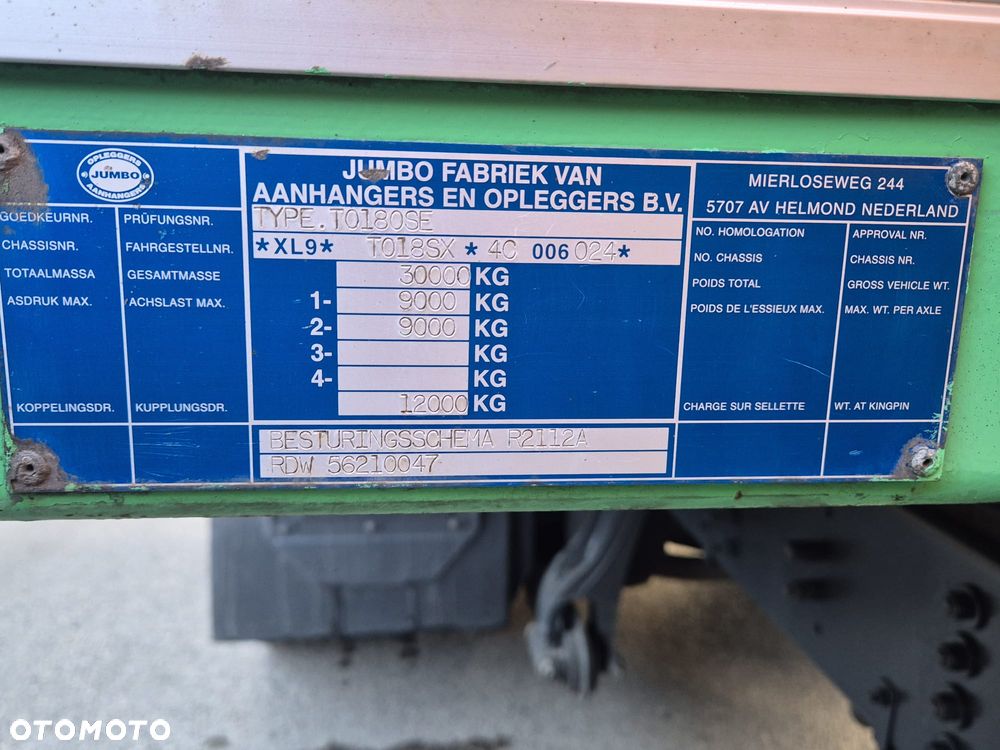 OPLEGGERS
JUMBO
AANHANGERS
JUMBO FABRIEK VAN
AANHANGERS EN OPLEGGERS B.V.
MIERLOSEWEG 244
5707 AV HELMOND NEDERLAND
GOEDKEURNR. PRÜFUNGSNR. TYPE.T0180SE NO. HOMOLOGATION APPROVAL NR.
CHASSISNR. FAHRGESTELLNR. *XL9* T018SX * 4C 006 024* NO. CHASSIS CHASSIS NR.
TOTAALMASSA GESAMTMASSE 30000 KG POIDS TOTAL GROSS VEHICLE WT.
ASDRUK MAX. ACHSLAST MAX. 1- 9000 KG POIDS DE L'ESSIEUX MAX. MAX. WT. PER AXLE
2- 9000 KG
3- KG
4- KG
KOPPELINGSDR. KUPPLUNGSDR. 12000 KG CHARGE SUR SELLETTE WT. AT KINGPIN
BESTURINGSSCHEMA R2112A
RDW 56210047
OTOMOTO